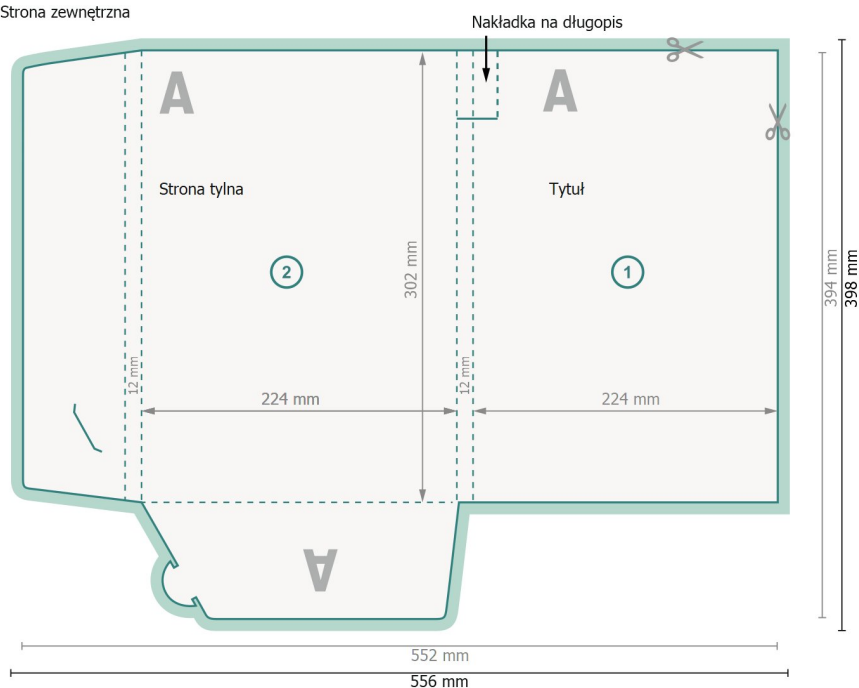 Strona zewnętrzna
Nakładka na długopis
A
A
Strona tylna
Tytuł
2
1
302 mm
394 mm
398 mm
12 mm
12 mm
224 mm
224 mm
A
552 mm
556 mm